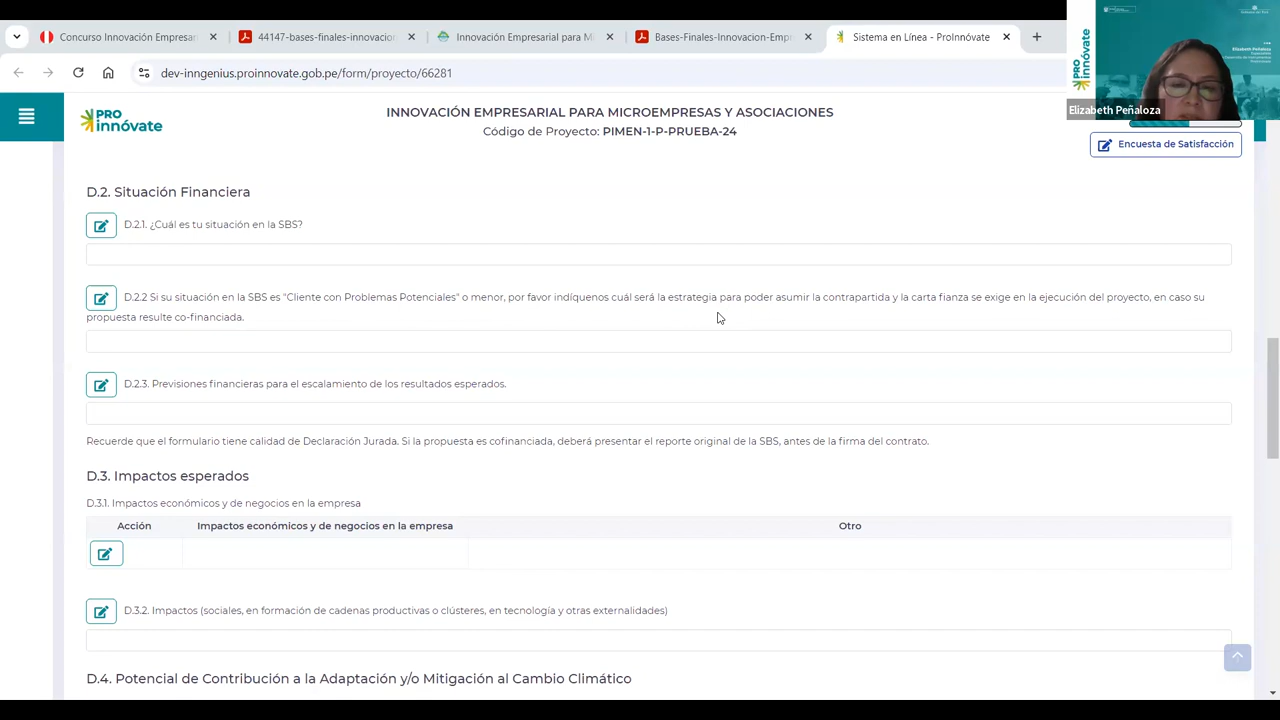 Concurso Innovación Empresar
44147-bases-finales-innovacion
Innovación Empresarial para Mi
Bases-Finales-Innovacion-Emp
Sistema en Línea - ProInnóvate
dev-inngenius.proinnovate.gob.pe/form/proyecto/66281
PRO
innóvate
INNOVACIÓN EMPRESARIAL PARA MICROEMPRESAS Y ASOCIACIONES
Código de Proyecto: PIMEN-1-P-PRUEBA-24
PRO
innóvate
Elizabeth Peñaloza
Elizabeth Peñaloza
Encuesta de Satisfacción
D.2. Situación Financiera
D.2.1. ¿Cuál es tu situación en la SBS?
D.2.2 Si su situación en la SBS es "Cliente con Problemas Potenciales" o menor, por favor indíquenos cuál será la estrategia para poder asumir la contrapartida y la carta fianza se exige en la ejecución del proyecto, en caso su
propuesta resulte co-financiada.
D.2.3. Previsiones financieras para el escalamiento de los resultados esperados.
Recuerde que el formulario tiene calidad de Declaración Jurada. Si la propuesta es cofinanciada, deberá presentar el reporte original de la SBS, antes de la firma del contrato.
D.3. Impactos esperados
D.3.1. Impactos económicos y de negocios en la empresa
Acción Impactos económicos y de negocios en la empresa Otro
D.3.2. Impactos (sociales, en formación de cadenas productivas o clústeres, en tecnología y otras externalidades)
D.4. Potencial de Contribución a la Adaptación y/o Mitigación al Cambio Climático